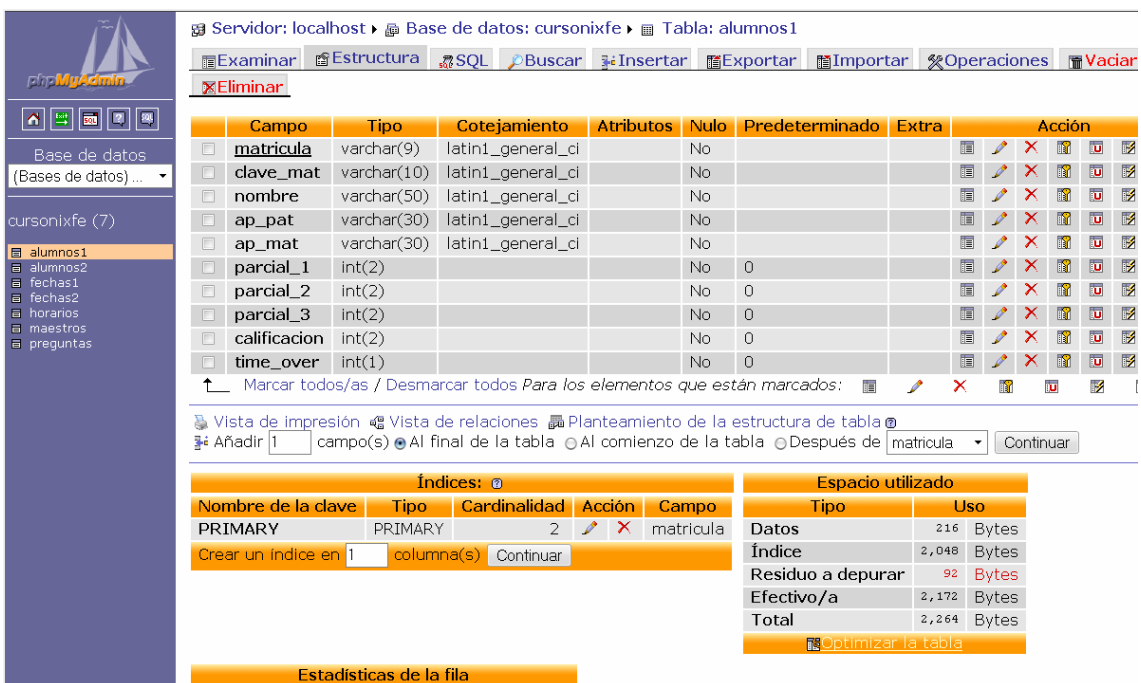 phpMyAdmin
Base de datos
(Bases de datos) ...
cursonixfe (7)
alumnos1
alumnos2
fechas1
fechas2
horarios
maestros
preguntas
Servidor: localhost Base de datos: cursonixfe Tabla: alumnos1
Examinar Estructura SQL Buscar Insertar Exportar Importar Operaciones Vaciar
Eliminar
Campo Tipo Cotejamiento Atributos Nulo Predeterminado Extra Acción
matricula varchar(9) latin1_general_ci No
clave_mat varchar(10) latin1_general_ci No
nombre varchar(50) latin1_general_ci No
ap_pat varchar(30) latin1_general_ci No
ap_mat varchar(30) latin1_general_ci No
parcial_1 int(2) No 0
parcial_2 int(2) No 0
parcial_3 int(2) No 0
calificacion int(2) No 0
time_over int(1) No 0
Marcar todos/as / Desmarcar todos Para los elementos que están marcados:
Vista de impresión Vista de relaciones Planteamiento de la estructura de tabla
Añadir 1 campo(s) Al final de la tabla Al comienzo de la tabla Después de matricula Continuar
Índices:
Nombre de la clave Tipo Cardinalidad Acción Campo
PRIMARY PRIMARY 2 matricula
Crear un índice en 1 columna(s) Continuar
Espacio utilizado
Tipo Uso
Datos 216 Bytes
Índice 2,048 Bytes
Residuo a depurar 92 Bytes
Efectivo/a 2,172 Bytes
Total 2,264 Bytes
Optimizar la tabla
Estadísticas de la fila